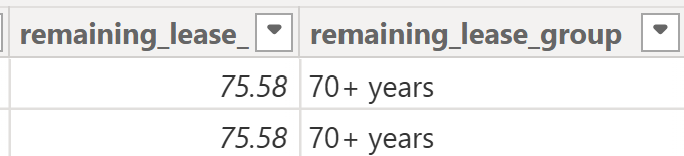 remaining_lease_ remaining_lease_group
75.58 70+ years
75.58 70+ years